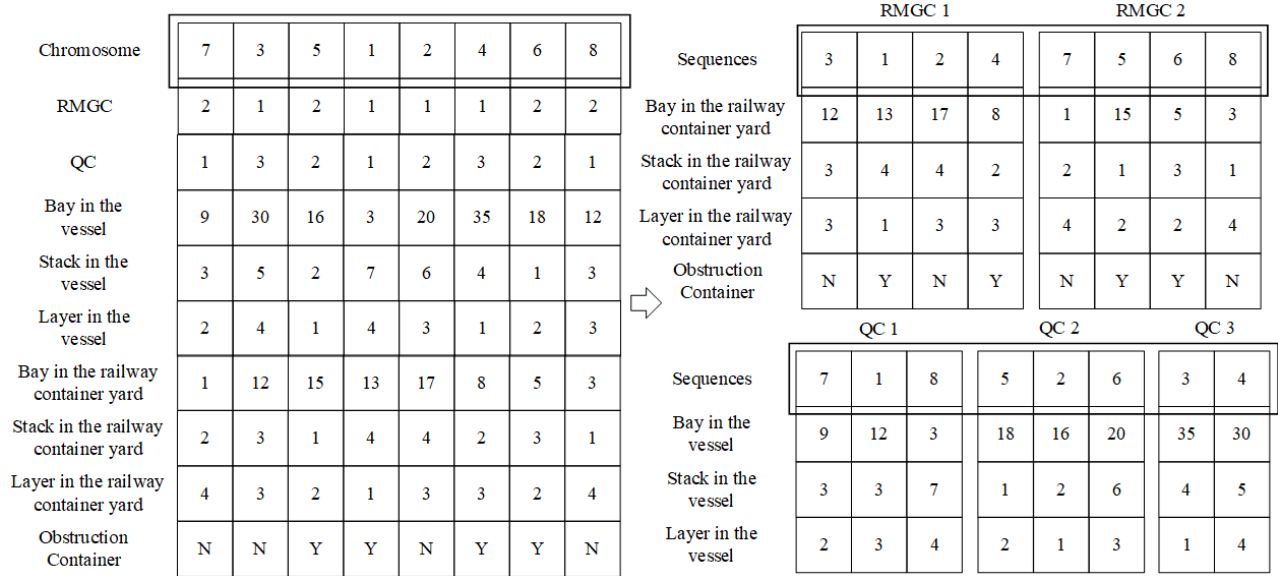 Chromosome 7 3 5 1 2 4 6 8
RMGC 2 1 2 1 1 1 2 2
QC 1 3 2 1 2 3 2 1
Bay in the
vessel 9 30 16 3 20 35 18 12
Stack in the
vessel 3 5 2 7 6 4 1 3
Layer in the
vessel 2 4 1 4 3 1 2 3
Bay in the railway
container yard 1 12 15 13 17 8 5 3
Stack in the railway
container yard 2 3 1 4 4 2 3 1
Layer in the railway
container yard 4 3 2 1 3 3 2 4
Obstruction
Container N N Y Y N Y Y N
RMGC 1 RMGC 2
Sequences 3 1 2 4 7 5 6 8
Bay in the railway
container yard 12 13 17 8 1 15 5 3
Stack in the railway
container yard 3 4 4 2 2 1 3 1
Layer in the railway
container yard 3 1 3 3 4 2 2 4
Obstruction
Container N Y N Y N Y Y N
QC 1 QC 2 QC 3
Sequences 7 1 8 5 2 6 3 4
Bay in the
vessel 9 12 3 18 16 20 35 30
Stack in the
vessel 3 3 7 1 2 6 4 5
Layer in the
vessel 2 3 4 2 1 3 1 4